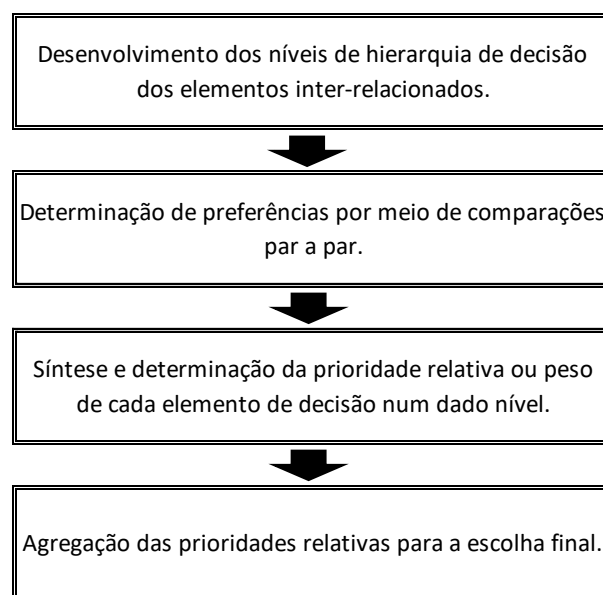 Desenvolvimento dos níveis de hierarquia de decisão
dos elementos inter-relacionados.
Determinação de preferências por meio de comparações
par a par.
Síntese e determinação da prioridade relativa ou peso
de cada elemento de decisão num dado nível.
Agregação das prioridades relativas para a escolha final.